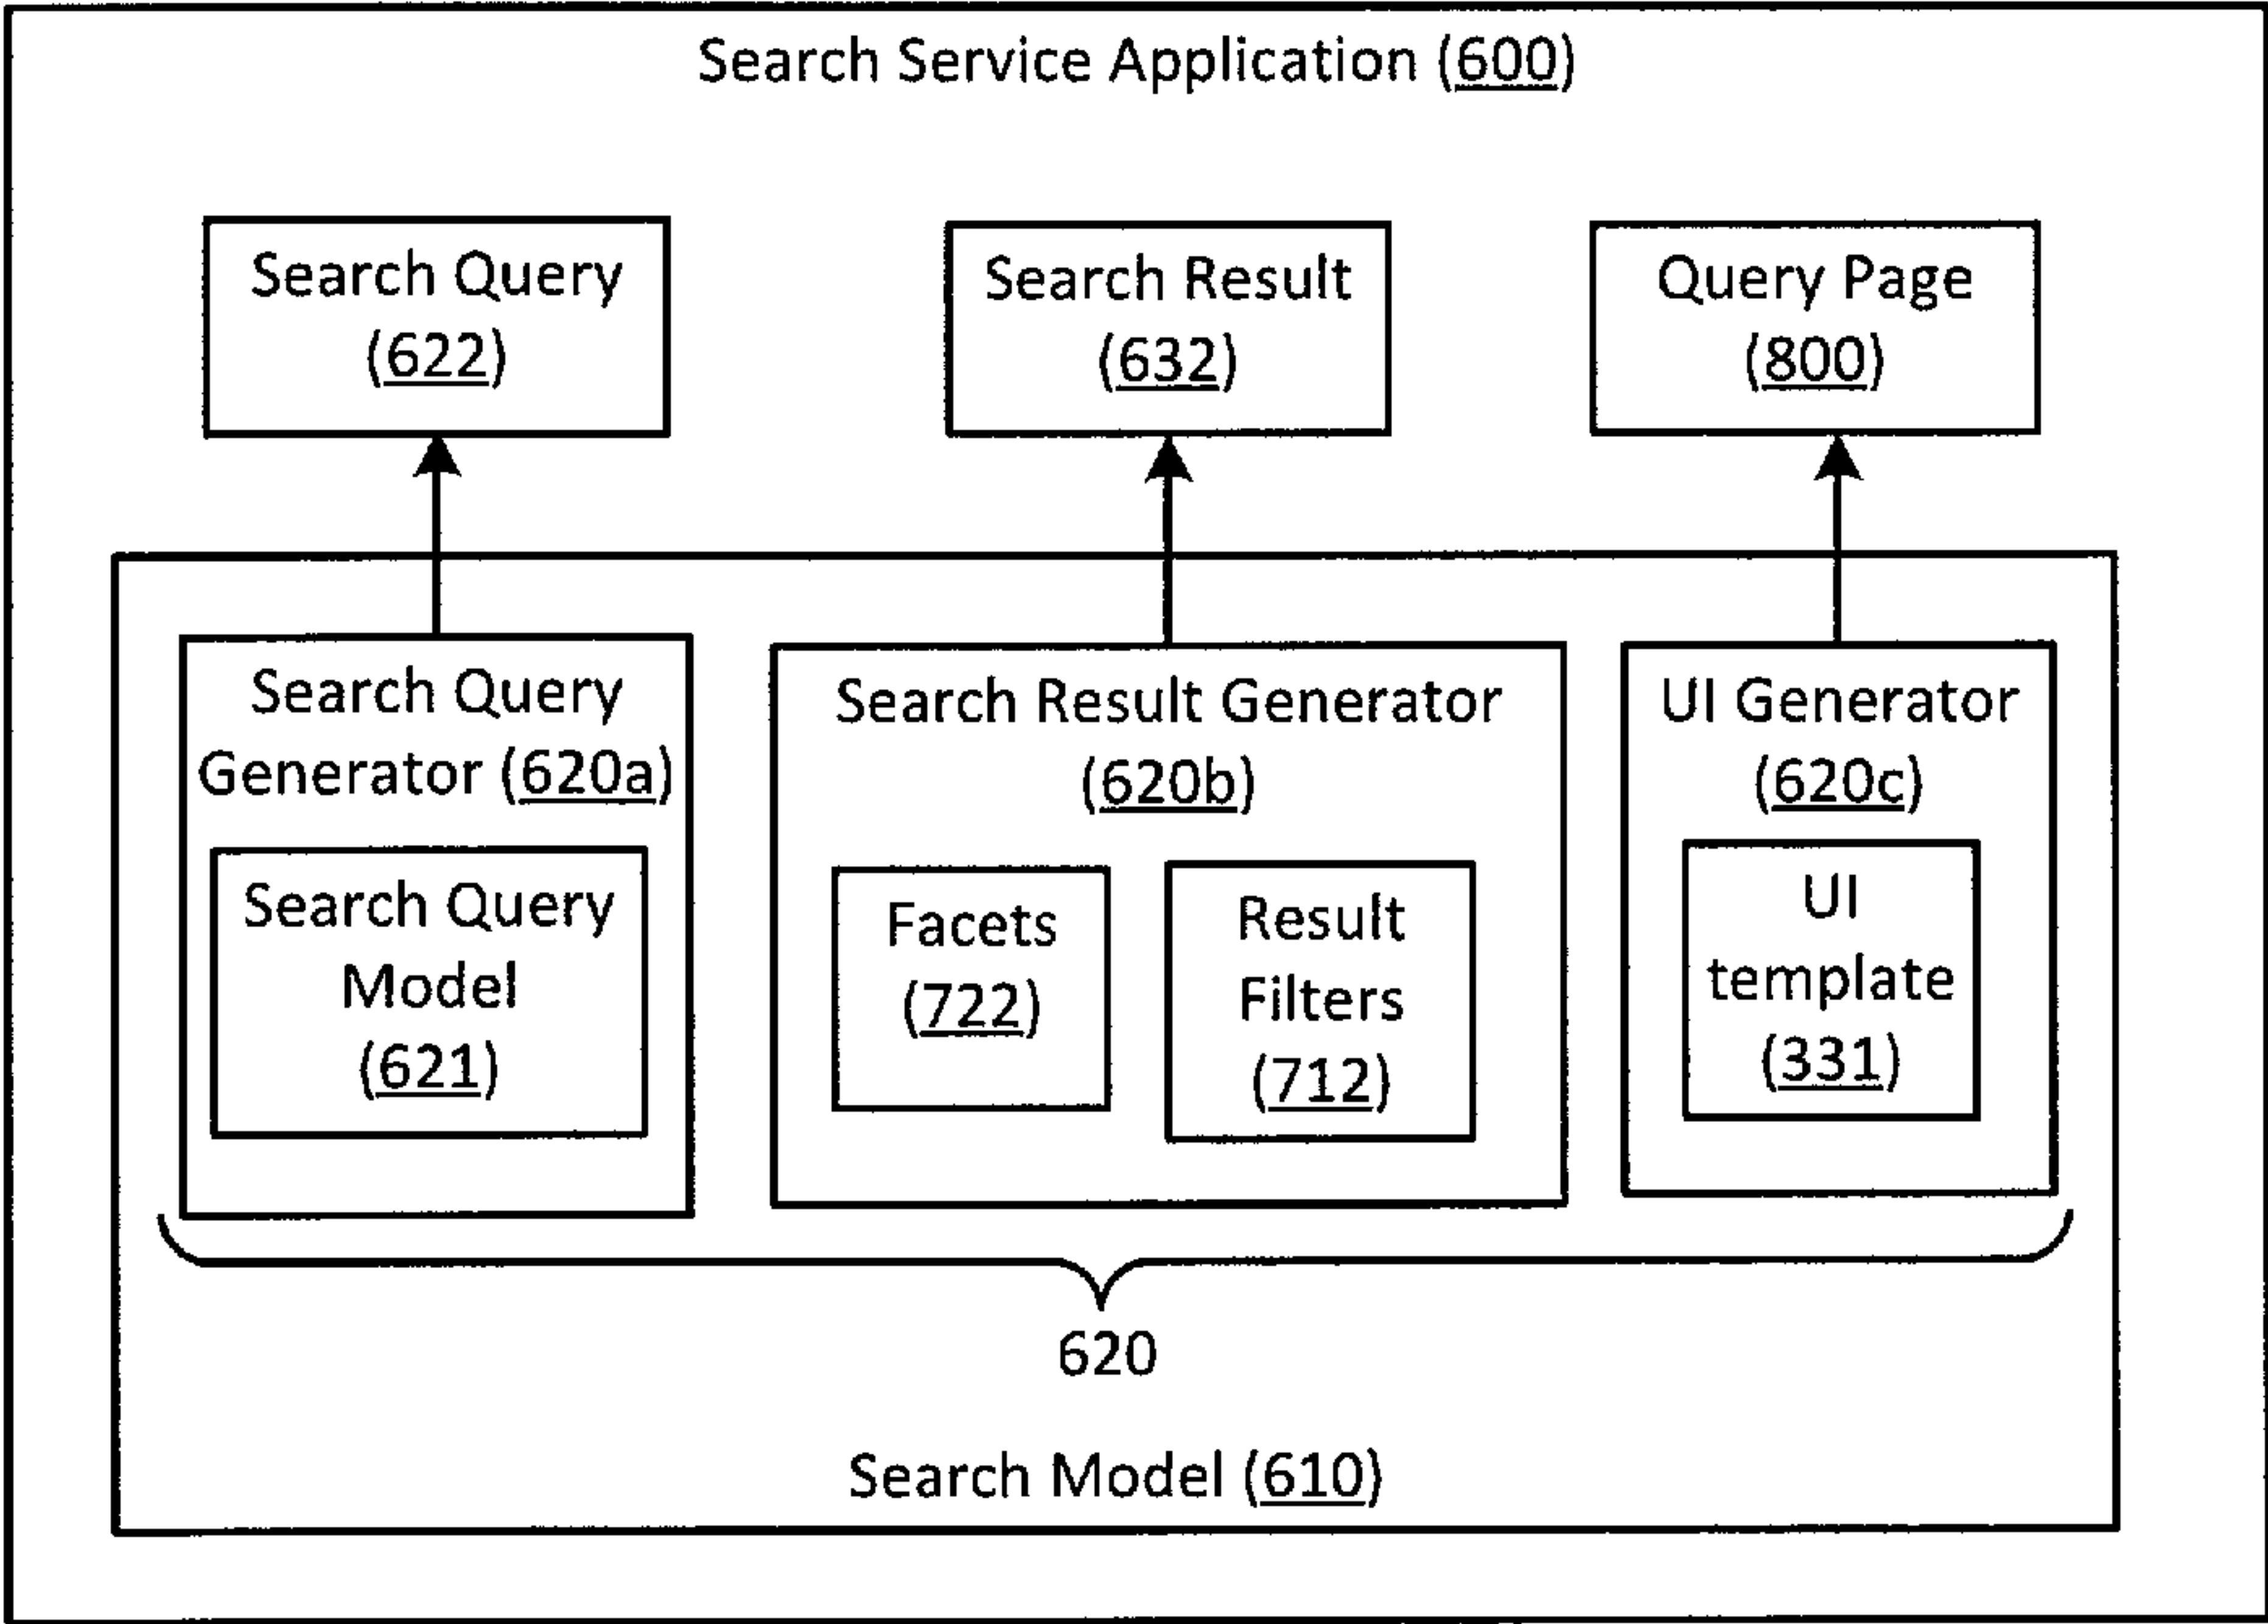 Search Service Application (600)
Search Query
(622)
Search Result
(632)
Query Page
(800)
Search Query
Generator (620a)
Search Query
Model
(621)
Search Result Generator
(620b)
Facets
(722)
Result
Filters
(712)
UI Generator
(620c)
UI
template
(331)
620
Search Model (610)